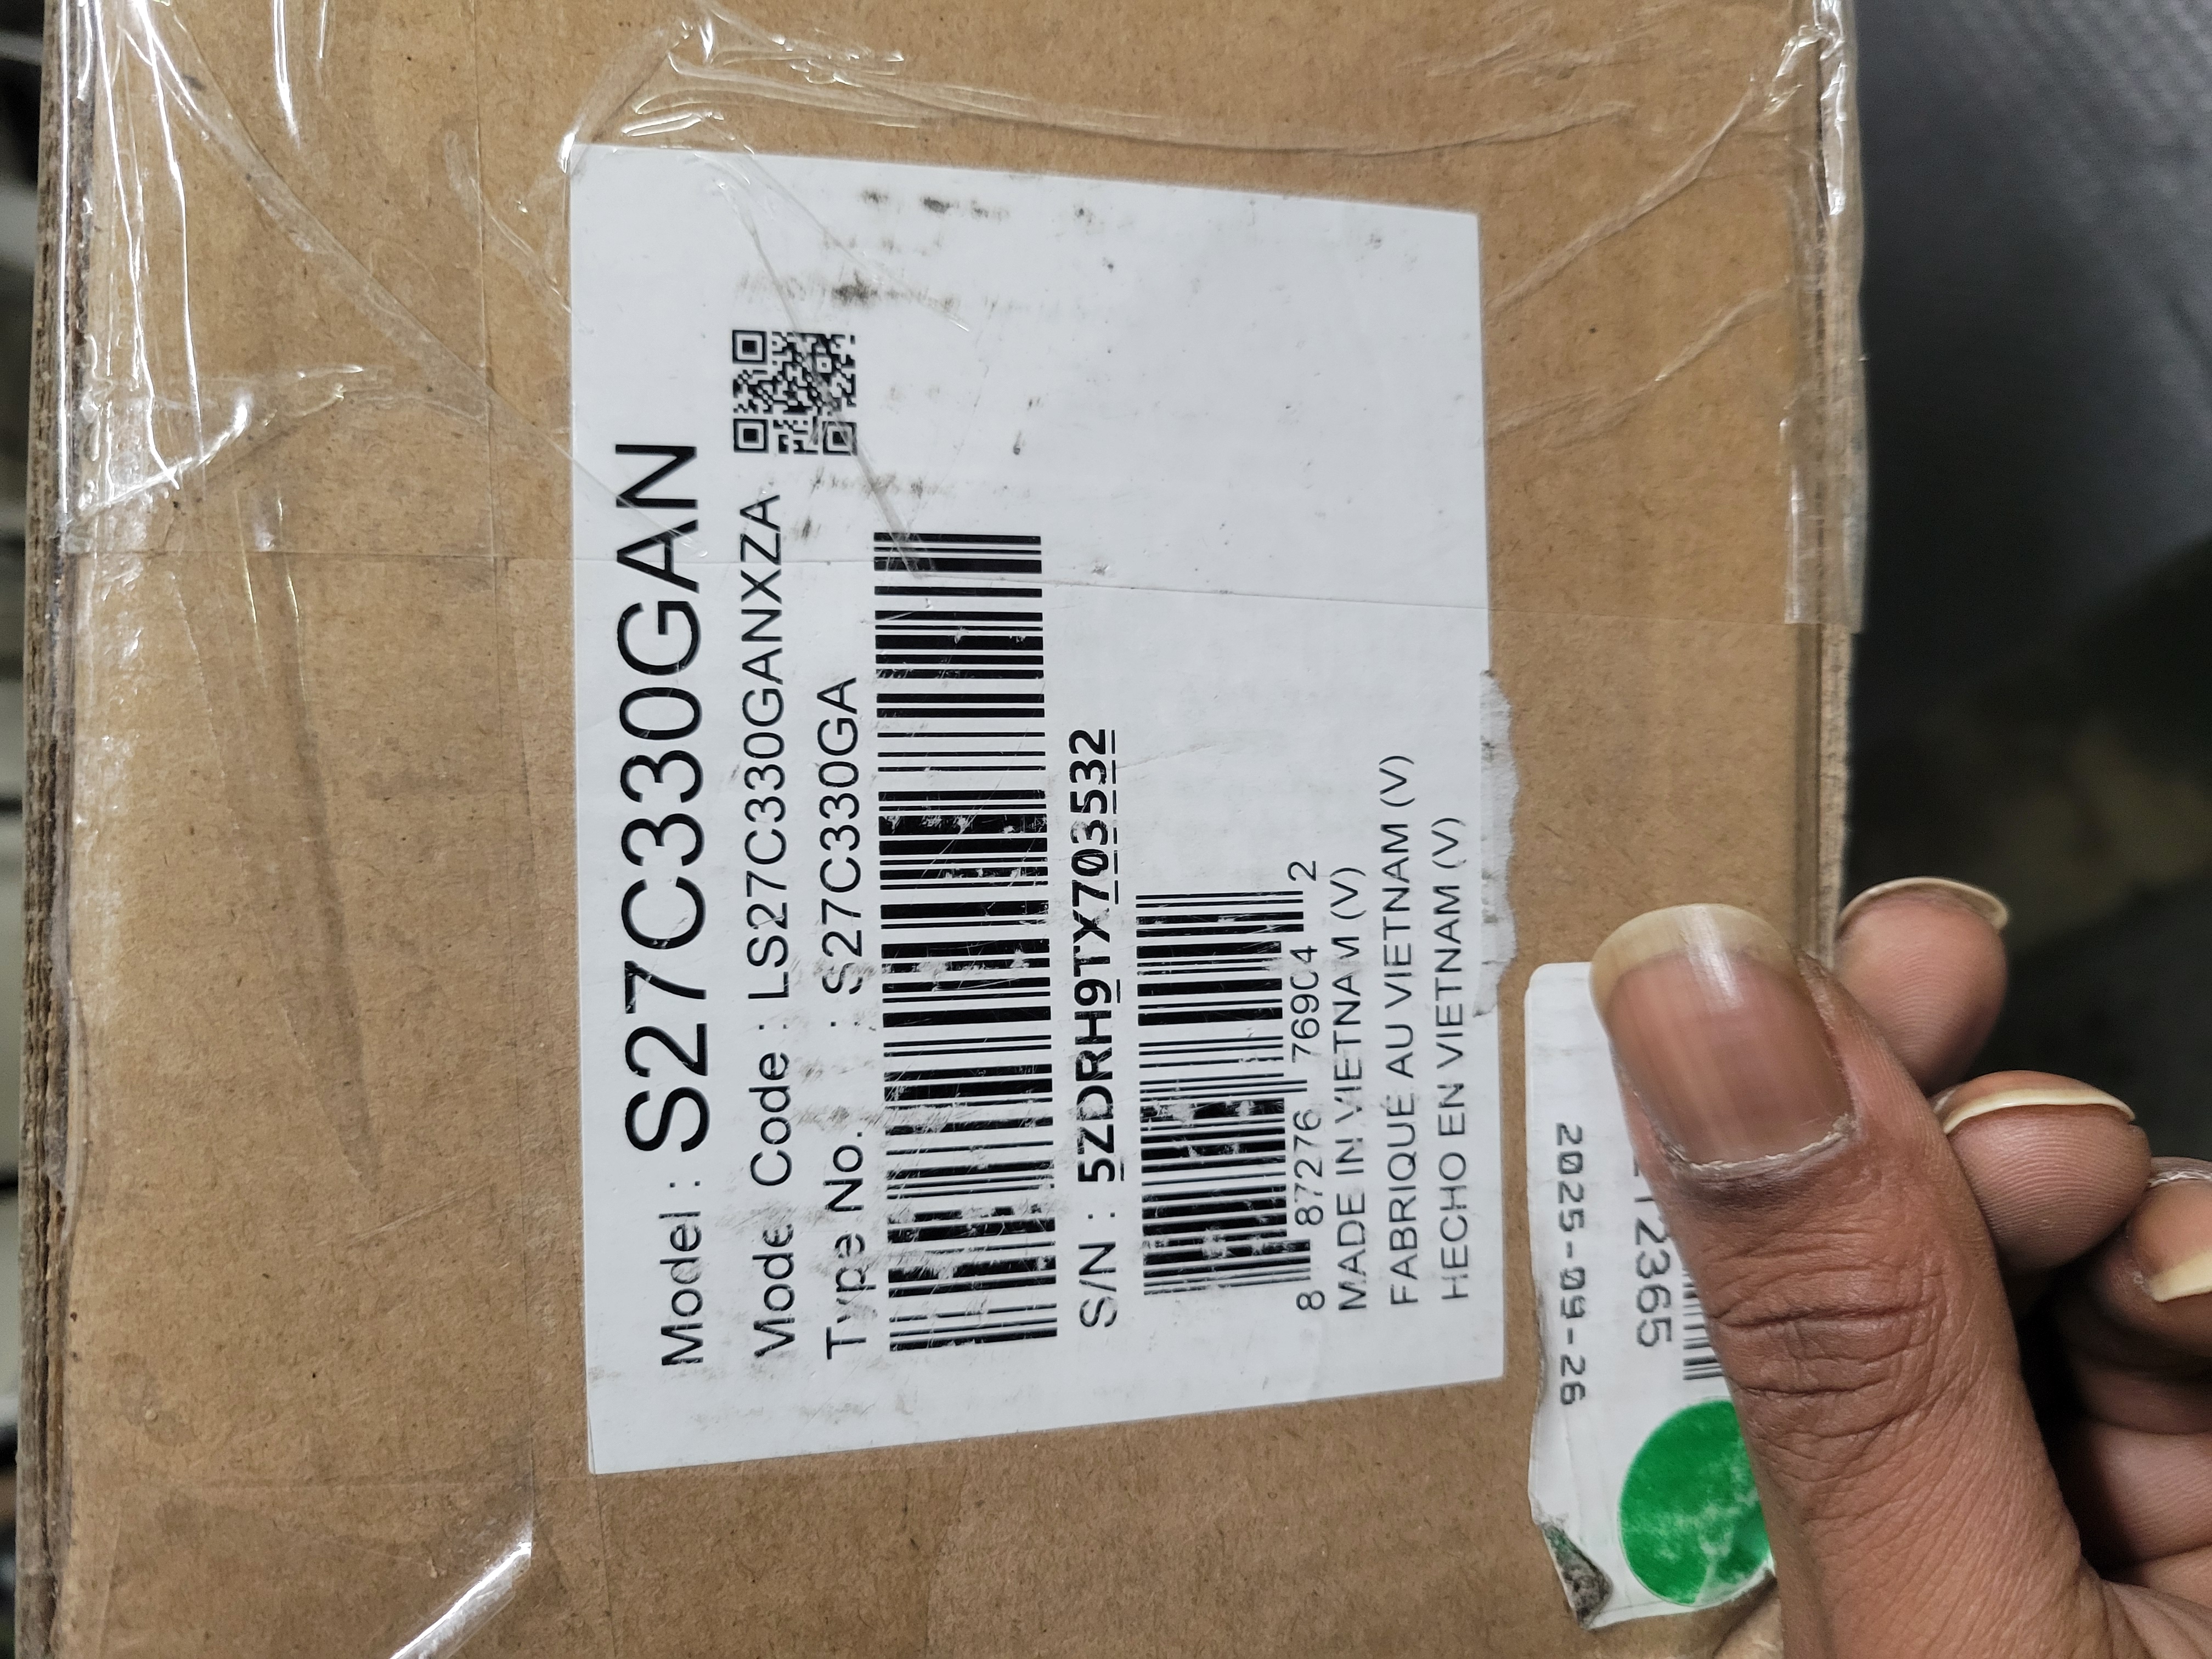 Model : S27C330GAN
Model Code : LS27C330GANXZA
Type No. : S27C330GA
S/N : 5ZDRH9TX703532
8 87276 76904 2
MADE IN VIETNAM (V)
FABRIQUÉ AU VIETNAM (V)
HECHO EN VIETNAM (V)
2025-09-26